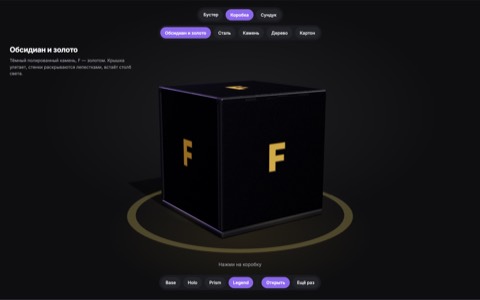 Бустер Коробка Сундук
Обсидиан и золото Сталь Камень Дерево Картон
Обсидиан и золото
Тёмный полированный камень, F — золотом. Крышка
улетает, стенки раскрываются лепестками, встаёт столб
света.
F
F
F
Нажми на коробку
Base Holo Prism Legend Открыть Ещё раз